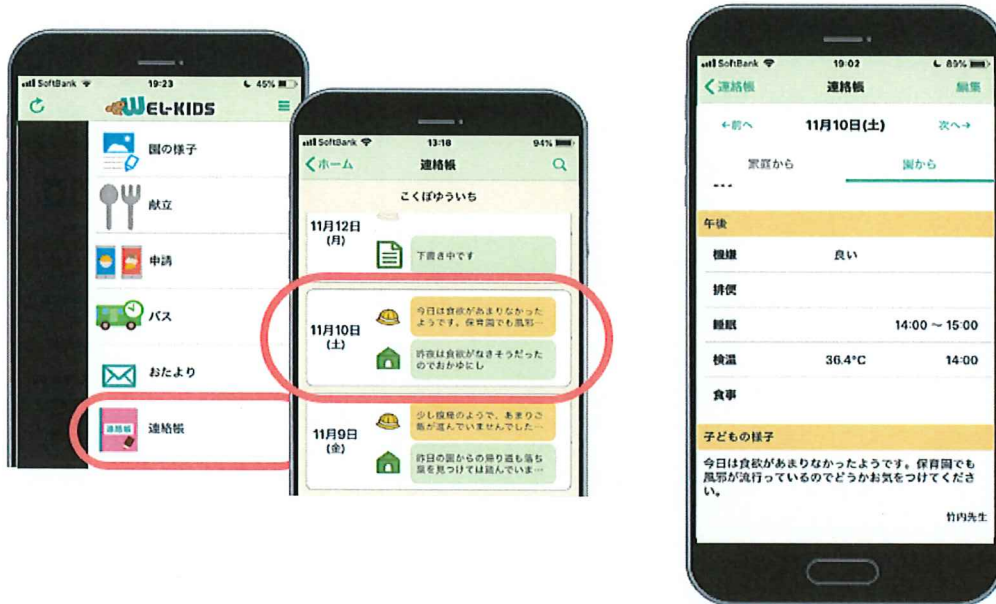 SoftBank 19:23 45%
WEL-KIDS
園の様子
献立
申請
バス
おたより
連絡帳
連絡帳
SoftBank 13:18 94%
ホーム 連絡帳
こくぼゆういち
11月12日
(月)
下書き中です
11月10日
(土)
今日は食欲があまりなかった
ようです。保育園でも風邪…
昨夜は食欲がなさそうだった
のでおかゆにし
11月9日
(金)
少し腹痛のようで、あまりご
飯が進んでいませんでした…
昨日の園からの帰り道も落ち
葉を見つけては踏んでいま…
SoftBank 19:02 89%
連絡帳 連絡帳 編集
←前へ 11月10日(土) 次へ→
家庭から 園から
午後
機嫌 良い
排便
睡眠 14:00 ~ 15:00
検温 36.4°C 14:00
食事
子どもの様子
今日は食欲があまりなかったようです。保育園でも
風邪が流行っているのでどうかお気をつけてくださ
い。
竹内先生